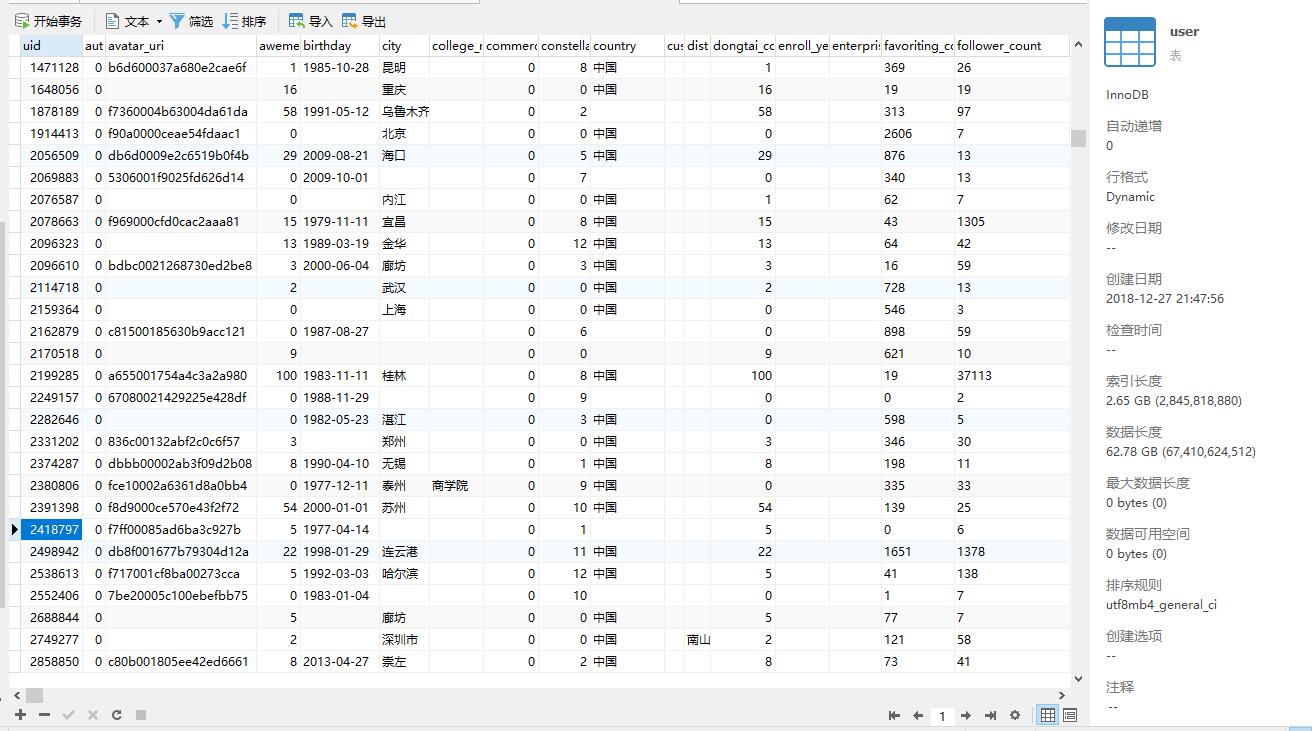 开始事务 文本 筛选 排序 导入 导出
uid aut avatar_uri aweme birthday city college_r commerc constella country cus dist dongtai_cc enroll_ye enterpris favoriting_cc follower_count
1471128 0 b6d600037a680e2cae6f 1 1985-10-28 昆明 0 8 中国 1 369 26
1648056 0 16 重庆 0 0 中国 16 19 19
1878189 0 f7360004b63004da61da 58 1991-05-12 乌鲁木齐 0 2 58 313 97
1914413 0 f90a0000ceae54fdaac1 0 北京 0 0 中国 0 2606 7
2056509 0 db6d0009e2c6519b0f4b 29 2009-08-21 海口 0 5 中国 29 876 13
2069883 0 5306001f9025fd626d14 0 2009-10-01 0 7 0 340 13
2076587 0 0 内江 0 0 中国 1 62 7
2078663 0 f969000cfd0cac2aaa81 15 1979-11-11 宜昌 0 8 中国 15 43 1305
2096323 0 13 1989-03-19 金华 0 12 中国 13 64 42
2096610 0 bdbc0021268730ed2be8 3 2000-06-04 廊坊 0 3 中国 3 16 59
2114718 0 2 武汉 0 0 中国 2 728 13
2159364 0 0 上海 0 0 中国 0 546 3
2162879 0 c81500185630b9acc121 0 1987-08-27 0 6 0 898 59
2170518 0 9 0 0 9 621 10
2199285 0 a655001754a4c3a2a980 100 1983-11-11 桂林 0 8 中国 100 19 37113
2249157 0 67080021429225e428df 0 1988-11-29 0 9 0 0 2
2282646 0 0 1982-05-23 湛江 0 3 中国 0 598 5
2331202 0 836c00132abf2c0c6f57 3 郑州 0 0 中国 3 346 30
2374287 0 dbbb00002ab3f09d2b08 8 1990-04-10 无锡 0 1 中国 8 198 11
2380806 0 fce10002a6361d8a0bb4 0 1977-12-11 泰州 商学院 0 9 中国 0 335 33
2391398 0 f8d9000ce570e43f2f72 54 2000-01-01 苏州 0 10 中国 54 139 25
2418797 0 f7ff00085ad6ba3c927b 5 1977-04-14 0 1 5 0 6
2498942 0 db8f001677b79304d12a 22 1998-01-29 连云港 0 11 中国 22 1651 1378
2538613 0 f717001cf8ba00273cca 5 1992-03-03 哈尔滨 0 12 中国 5 41 138
2552406 0 7be20005c100ebefbb75 0 1983-01-04 0 10 0 1 7
2688844 0 5 廊坊 0 0 中国 5 77 7
2749277 0 2 深圳市 0 0 中国 南山 2 121 58
2858850 0 c80b001805ee42ed6661 8 2013-04-27 崇左 0 2 中国 8 73 41
1
user
表
InnoDB
自动递增
0
行格式
Dynamic
修改日期
--
创建日期
2018-12-27 21:47:56
检查时间
--
索引长度
2.65 GB (2,845,818,880)
数据长度
62.78 GB (67,410,624,512)
最大数据长度
0 bytes (0)
数据可用空间
0 bytes (0)
排序规则
utf8mb4_general_ci
创建选项
--
注释
--